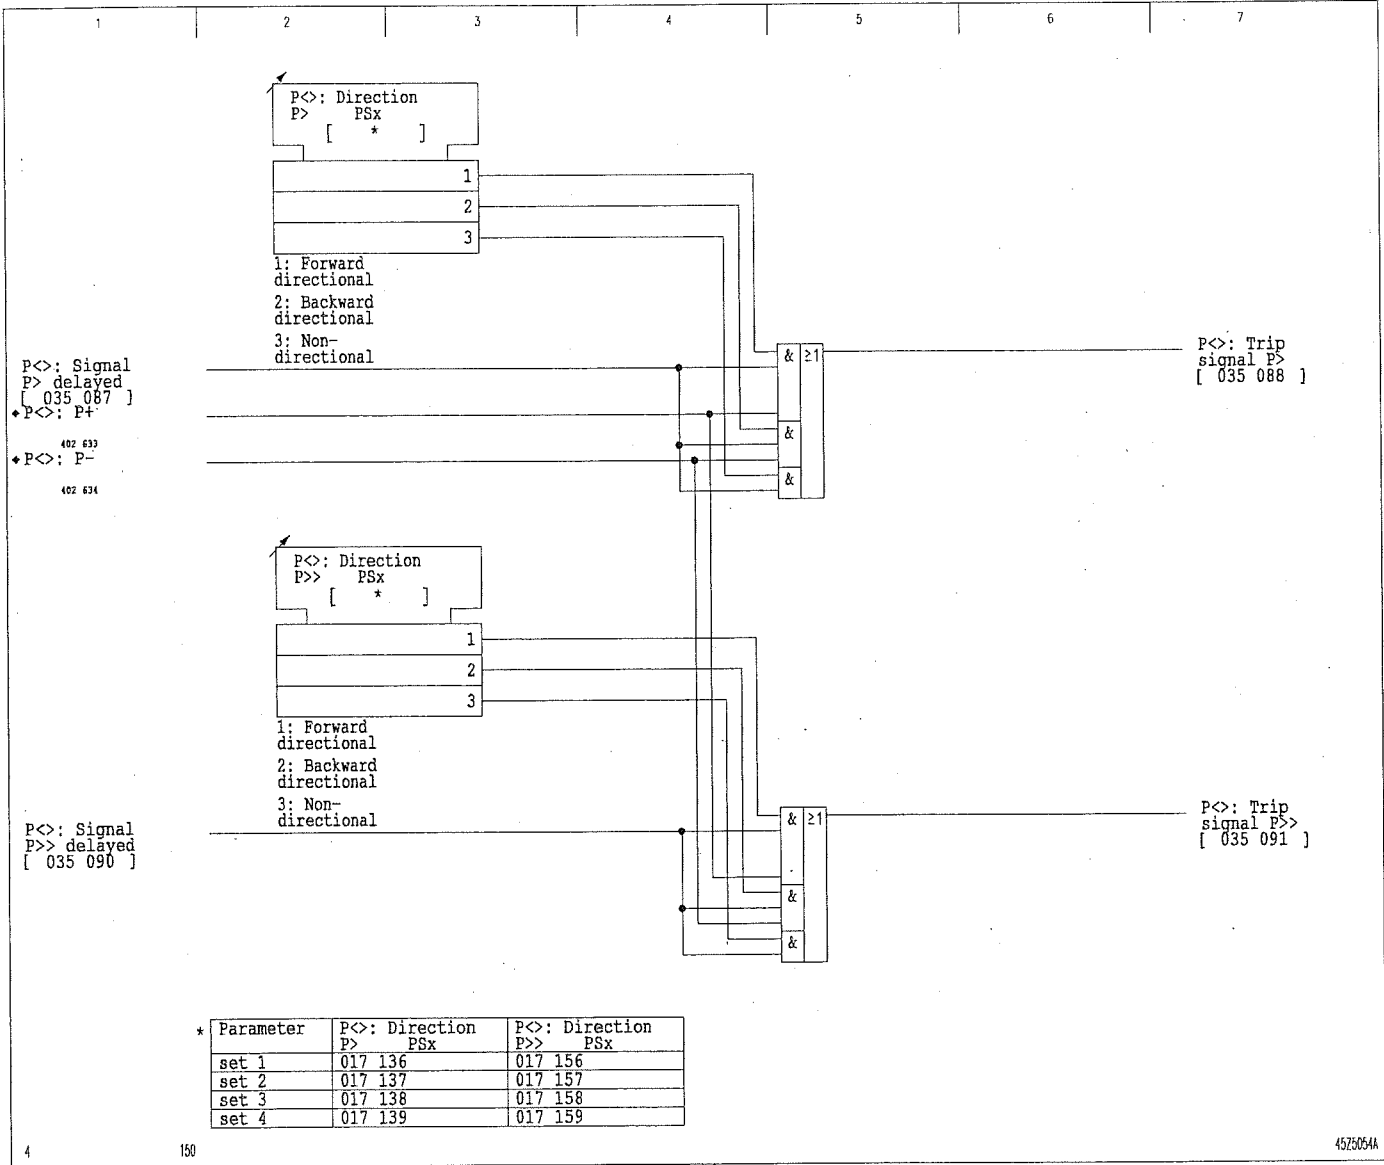 1 2 3 4 5 6 7
P<>: Direction
P> PSx
[ * ]
1
2
3
1: Forward
directional
2: Backward
directional
3: Non-
directional
P<>: Signal
P> delayed
[ 035 087 ]
P<>: P+
402 633
P<>: P-
402 634
& ≥1
&
&
P<>: Trip
signal P>
[ 035 088 ]
P<>: Direction
P>> PSx
[ * ]
1
2
3
1: Forward
directional
2: Backward
directional
3: Non-
directional
P<>: Signal
P>> delayed
[ 035 090 ]
& ≥1
&
&
P<>: Trip
signal P>>
[ 035 091 ]
* Parameter P<>: Direction P<>: Direction
P> PSx P>> PSx
set 1 017 136 017 156
set 2 017 137 017 157
set 3 017 138 017 158
set 4 017 139 017 159
4 150 45Z5054A